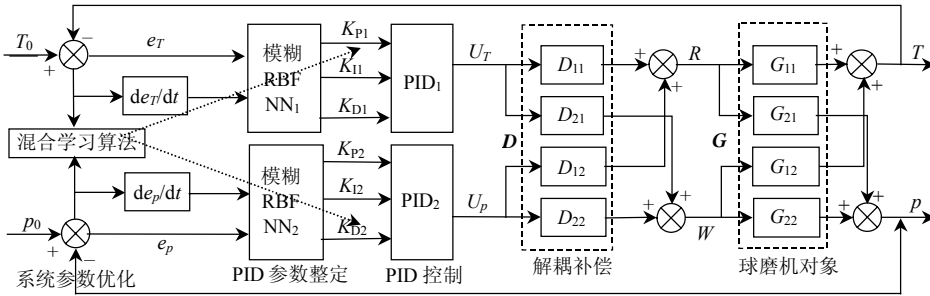 T0
−
+
eT
deT/dt
混合学习算法
dep/dt
p0
+
−
ep
系统参数优化
模糊
RBF
NN1
模糊
RBF
NN2
PID 参数整定
KP1
KI1
KD1
KP2
KI2
KD2
PID1
PID2
PID 控制
UT
Up
D
D11
D21
D12
D22
解耦补偿
+
+
+
+
R
W
G
G11
G21
G12
G22
球磨机对象
+
+
+
+
T
p